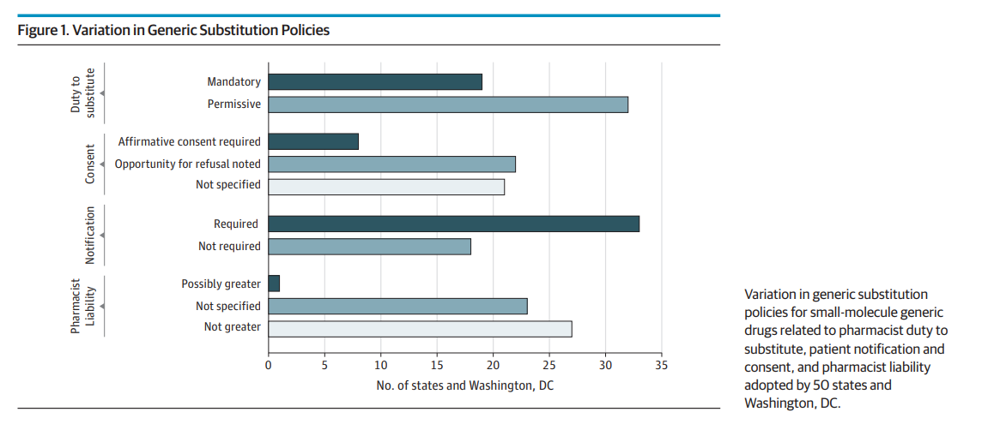 Figure 1. Variation in Generic Substitution Policies
Duty to
substitute
Mandatory
Permissive
Consent
Affirmative consent required
Opportunity for refusal noted
Not specified
Notification
Required
Not required
Pharmacist
Liability
Possibly greater
Not specified
Not greater
0 5 10 15 20 25 30 35
No. of states and Washington, DC
Variation in generic substitution
policies for small-molecule generic
drugs related to pharmacist duty to
substitute, patient notification and
consent, and pharmacist liability
adopted by 50 states and
Washington, DC.